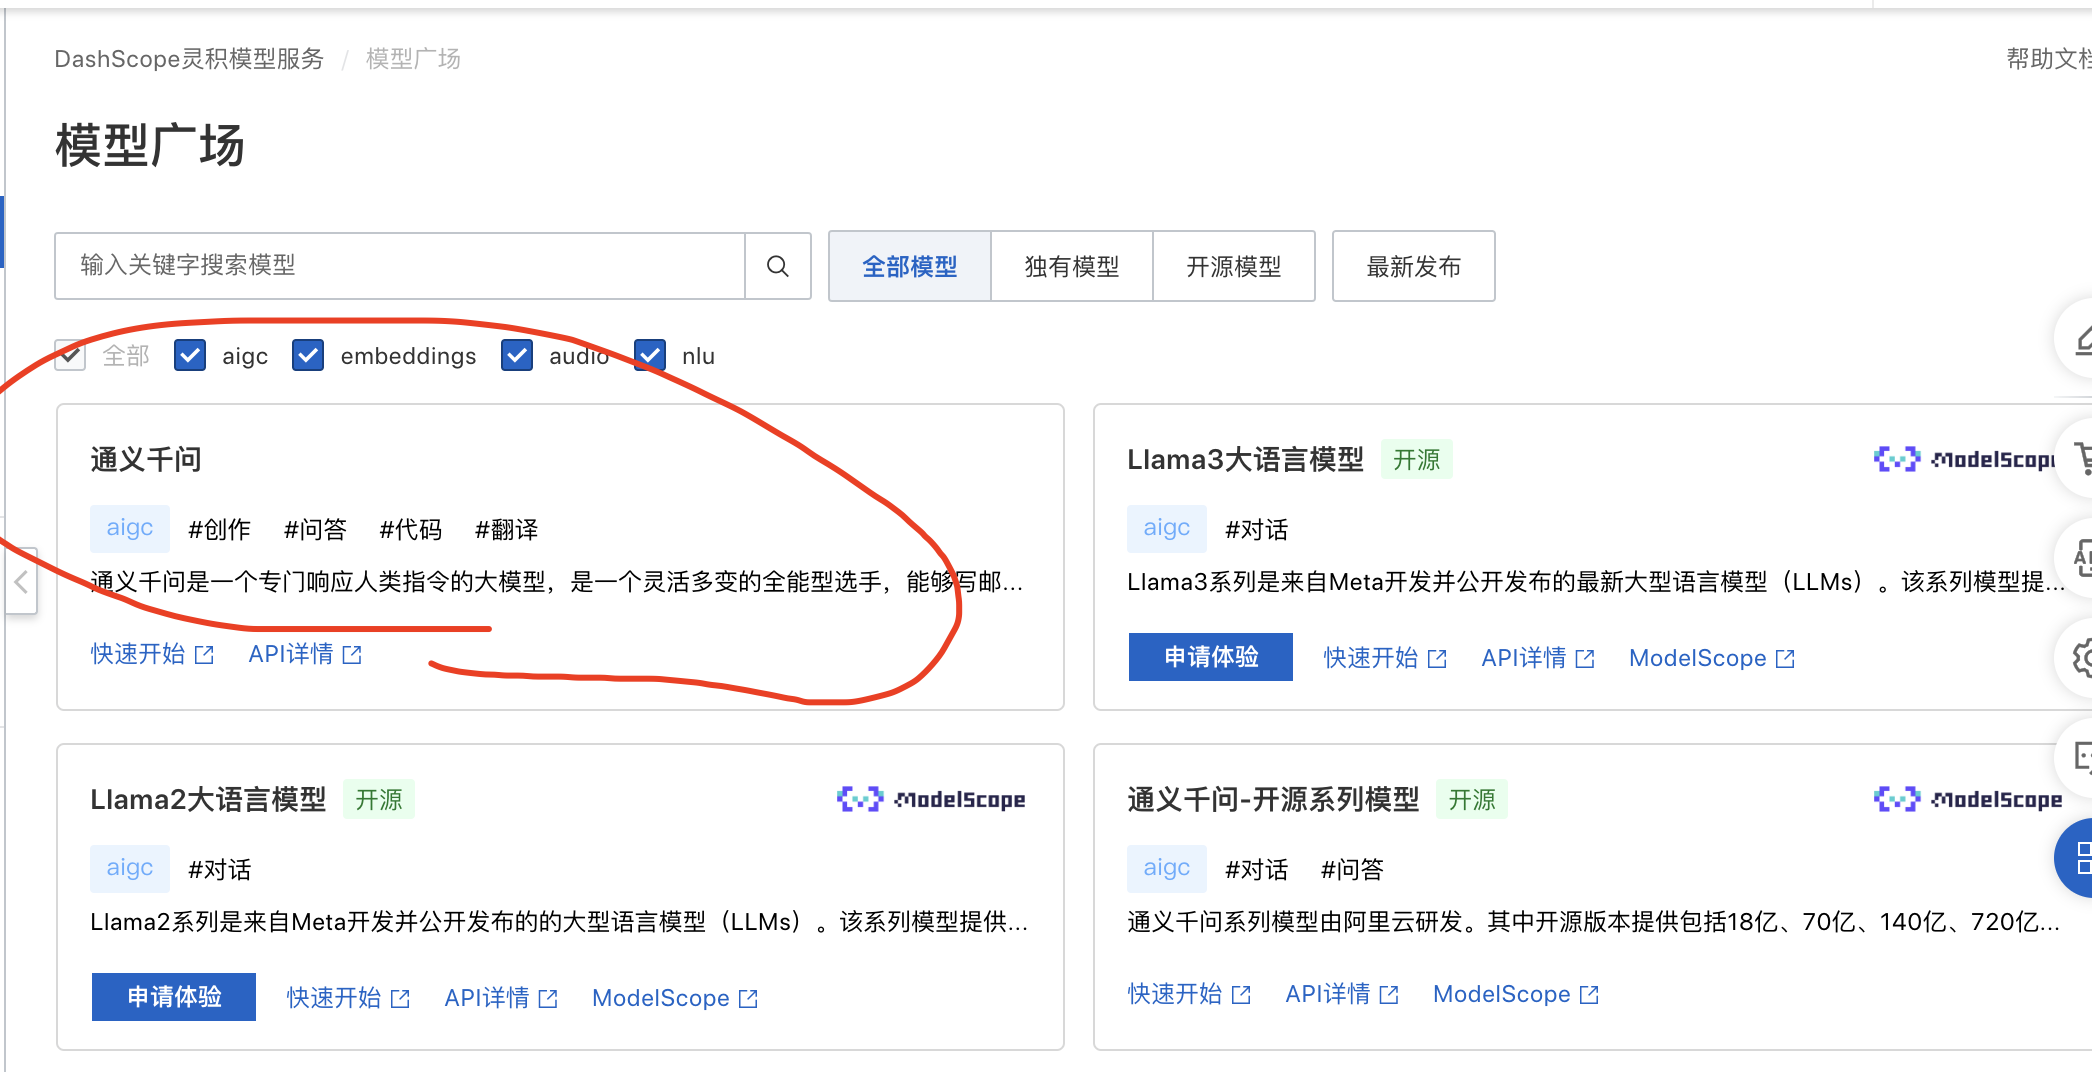 DashScope灵积模型服务 / 模型广场
帮助文档
模型广场
输入关键字搜索模型
全部模型 独有模型 开源模型 最新发布
全部 aigc embeddings audio nlu
通义千问
aigc #创作 #问答 #代码 #翻译
通义千问是一个专门响应人类指令的大模型，是一个灵活多变的全能型选手，能够写邮...
快速开始 API详情
Llama3大语言模型 开源 ModelScope
aigc #对话
Llama3系列是来自Meta开发并公开发布的最新大型语言模型（LLMs）。该系列模型提...
申请体验 快速开始 API详情 ModelScope
Llama2大语言模型 开源 ModelScope
aigc #对话
Llama2系列是来自Meta开发并公开发布的的大型语言模型（LLMs）。该系列模型提供...
申请体验 快速开始 API详情 ModelScope
通义千问-开源系列模型 开源 ModelScope
aigc #对话 #问答
通义千问系列模型由阿里云研发。其中开源版本提供包括18亿、70亿、140亿、720亿...
快速开始 API详情 ModelScope